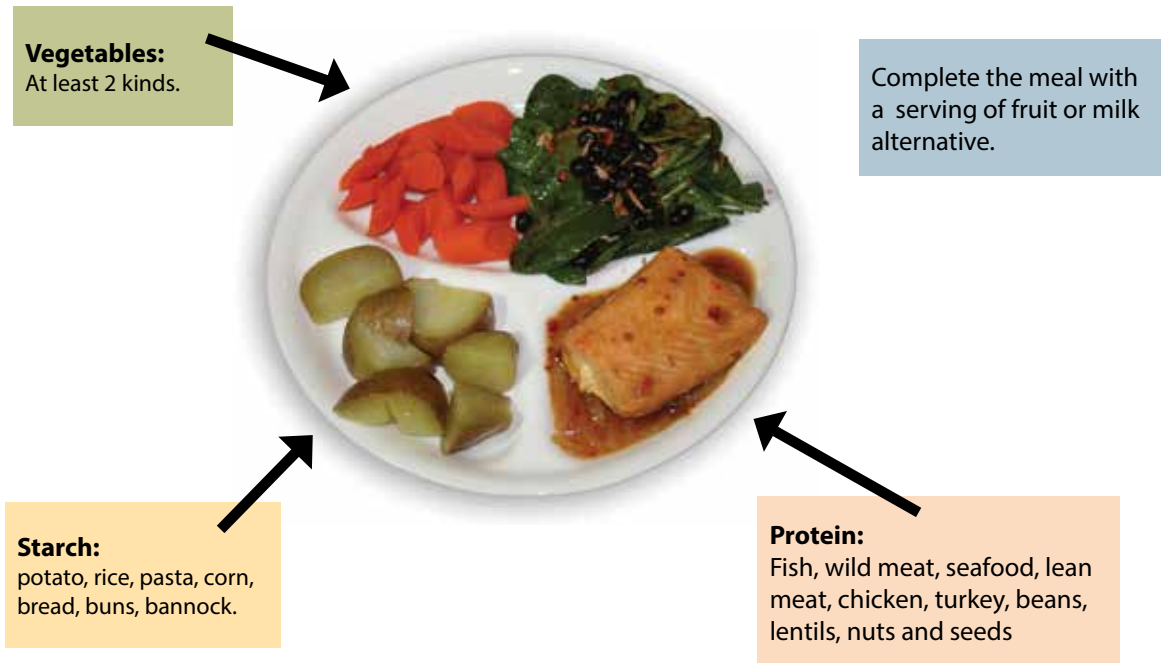 Vegetables:
At least 2 kinds.
Complete the meal with
a serving of fruit or milk
alternative.
Starch:
potato, rice, pasta, corn,
bread, buns, bannock.
Protein:
Fish, wild meat, seafood, lean
meat, chicken, turkey, beans,
lentils, nuts and seeds